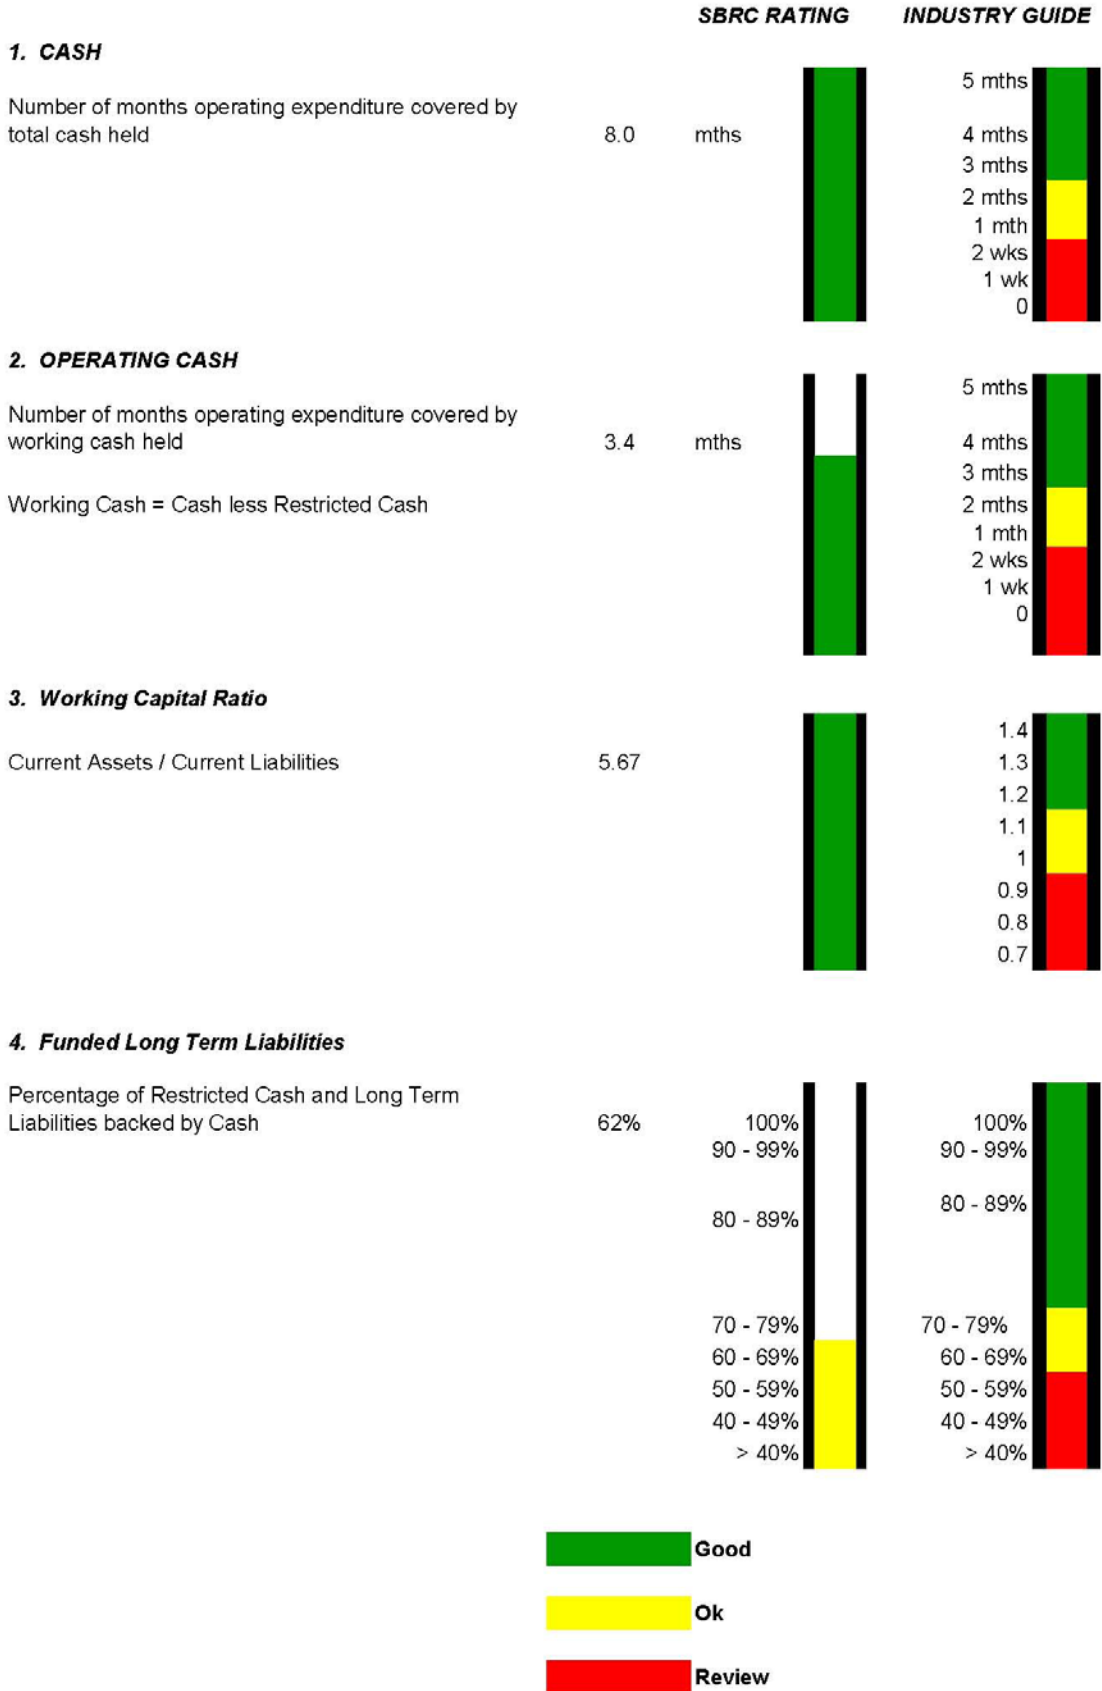 SBRC RATING INDUSTRY GUIDE
1. CASH
Number of months operating expenditure covered by
total cash held 8.0 mths
5 mths
4 mths
3 mths
2 mths
1 mth
2 wks
1 wk
0
2. OPERATING CASH
Number of months operating expenditure covered by
working cash held 3.4 mths
Working Cash = Cash less Restricted Cash
5 mths
4 mths
3 mths
2 mths
1 mth
2 wks
1 wk
0
3. Working Capital Ratio
Current Assets / Current Liabilities 5.67
1.4
1.3
1.2
1.1
1
0.9
0.8
0.7
4. Funded Long Term Liabilities
Percentage of Restricted Cash and Long Term
Liabilities backed by Cash 62% 100% 100%
90 - 99% 90 - 99%
80 - 89% 80 - 89%
70 - 79% 70 - 79%
60 - 69% 60 - 69%
50 - 59% 50 - 59%
40 - 49% 40 - 49%
> 40% > 40%
Good
Ok
Review